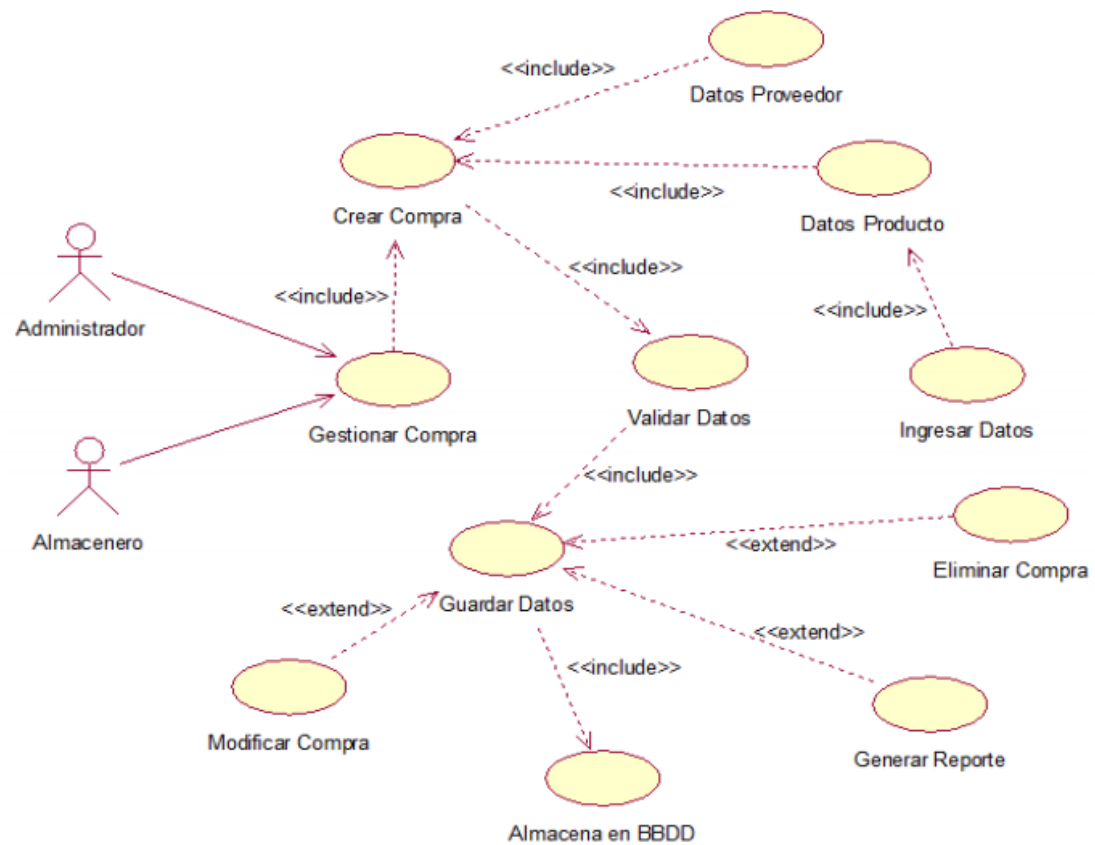 <<include>>
Datos Proveedor
<<include>>
Crear Compra
Datos Producto
<<include>>
<<include>>
<<include>>
Administrador
Validar Datos
Gestionar Compra
Ingresar Datos
<<include>>
Almacenero
<<extend>>
Eliminar Compra
<<extend>>
Guardar Datos
<<extend>>
<<include>>
Modificar Compra
Generar Reporte
Almacena en BBDD